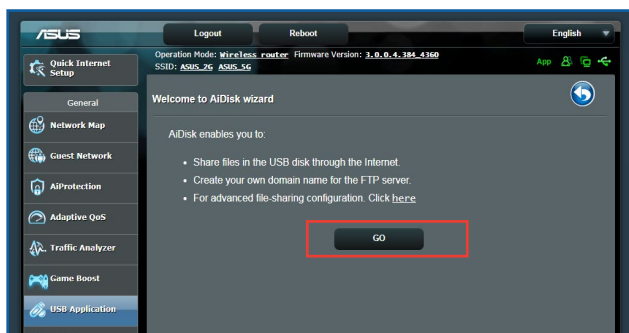 ASUS
Logout
Reboot
English
Quick Internet
Setup
Operation Mode: Wireless router Firmware Version: 3.0.0.4.384_4360
SSID: ASUS_2G ASUS_5G
App
General
Network Map
Guest Network
AiProtection
Adaptive QoS
Traffic Analyzer
Game Boost
USB Application
Welcome to AiDisk wizard
AiDisk enables you to:
• Share files in the USB disk through the Internet.
• Create your own domain name for the FTP server.
• For advanced file-sharing configuration. Click here
GO